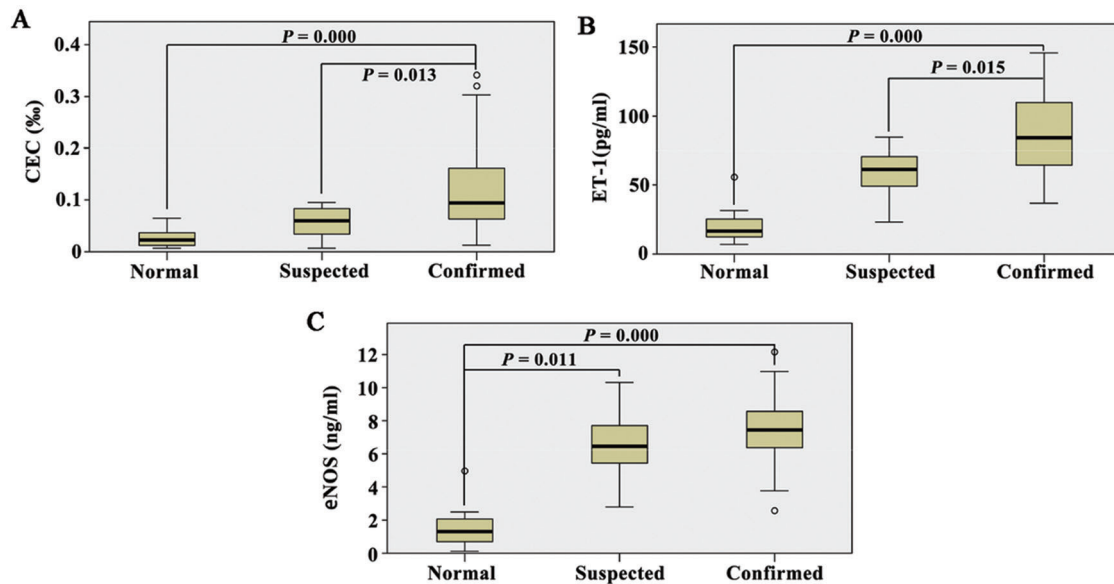 A
CEC (‰)
0.4
0.3
0.2
0.1
0
P = 0.000
P = 0.013
Normal Suspected Confirmed
B
ET-1(pg/ml)
150
100
50
0
P = 0.000
P = 0.015
Normal Suspected Confirmed
C
eNOS (ng/ml)
12
10
8
6
4
2
0
P = 0.000
P = 0.011
Normal Suspected Confirmed